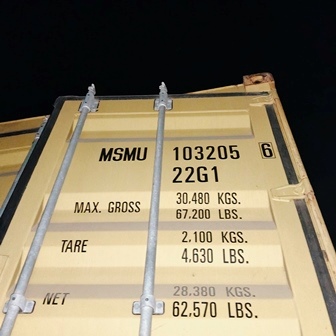 MSMU 103205 6
22G1
MAX. GROSS 30.480 KGS.
67.200 LBS.
TARE 2.100 KGS.
4.630 LBS.
NET 28.380 KGS.
62,570 LBS.